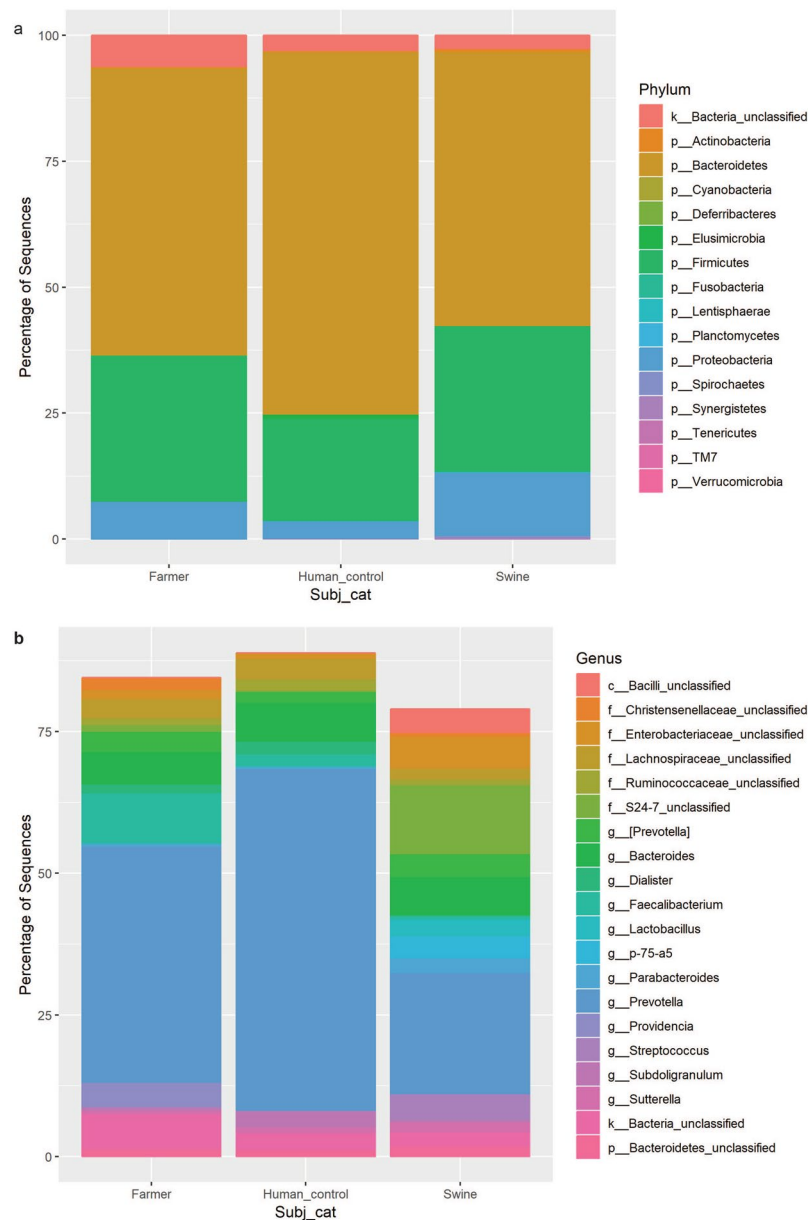 a
100
75
50
25
0
Percentage of Sequences
Farmer
Human_control
Swine
Subj_cat
Phylum
k__Bacteria_unclassified
p__Actinobacteria
p__Bacteroidetes
p__Cyanobacteria
p__Deferribacteres
p__Elusimicrobia
p__Firmicutes
p__Fusobacteria
p__Lentisphaerae
p__Planctomycetes
p__Proteobacteria
p__Spirochaetes
p__Synergistetes
p__Tenericutes
p__TM7
p__Verrucomicrobia
b
75
50
25
0
Percentage of Sequences
Farmer
Human_control
Swine
Subj_cat
Genus
c__Bacilli_unclassified
f__Christensenellaceae_unclassified
f__Enterobacteriaceae_unclassified
f__Lachnospiraceae_unclassified
f__Ruminococcaceae_unclassified
f__S24-7_unclassified
g__[Prevotella]
g__Bacteroides
g__Dialister
g__Faecalibacterium
g__Lactobacillus
g__p-75-a5
g__Parabacteroides
g__Prevotella
g__Providencia
g__Streptococcus
g__Subdoligranulum
g__Sutterella
k__Bacteria_unclassified
p__Bacteroidetes_unclassified